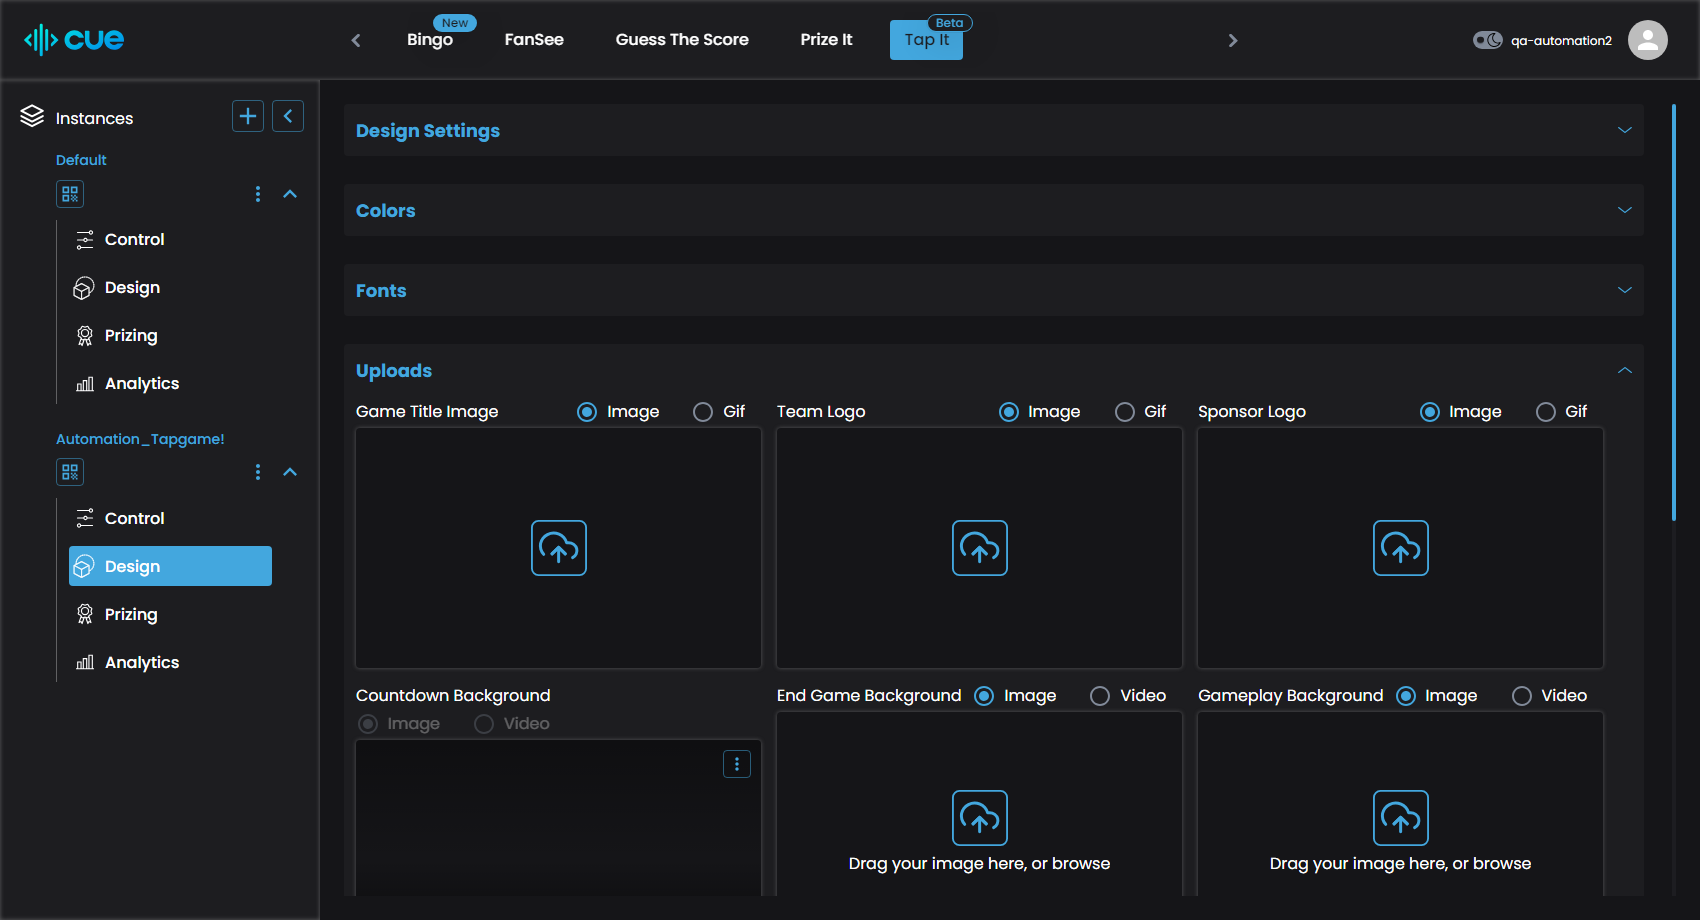 cue
Bingo
New
FanSee
Guess The Score
Prize It
Tap It
Beta
qa-automation2
Instances
Default
Control
Design
Prizing
Analytics
Automation_Tapgame!
Control
Design
Prizing
Analytics
Design Settings
Colors
Fonts
Uploads
Game Title Image Image Gif
Team Logo Image Gif
Sponsor Logo Image Gif
Countdown Background
Image Video
End Game Background Image Video
Drag your image here, or browse
Gameplay Background Image Video
Drag your image here, or browse